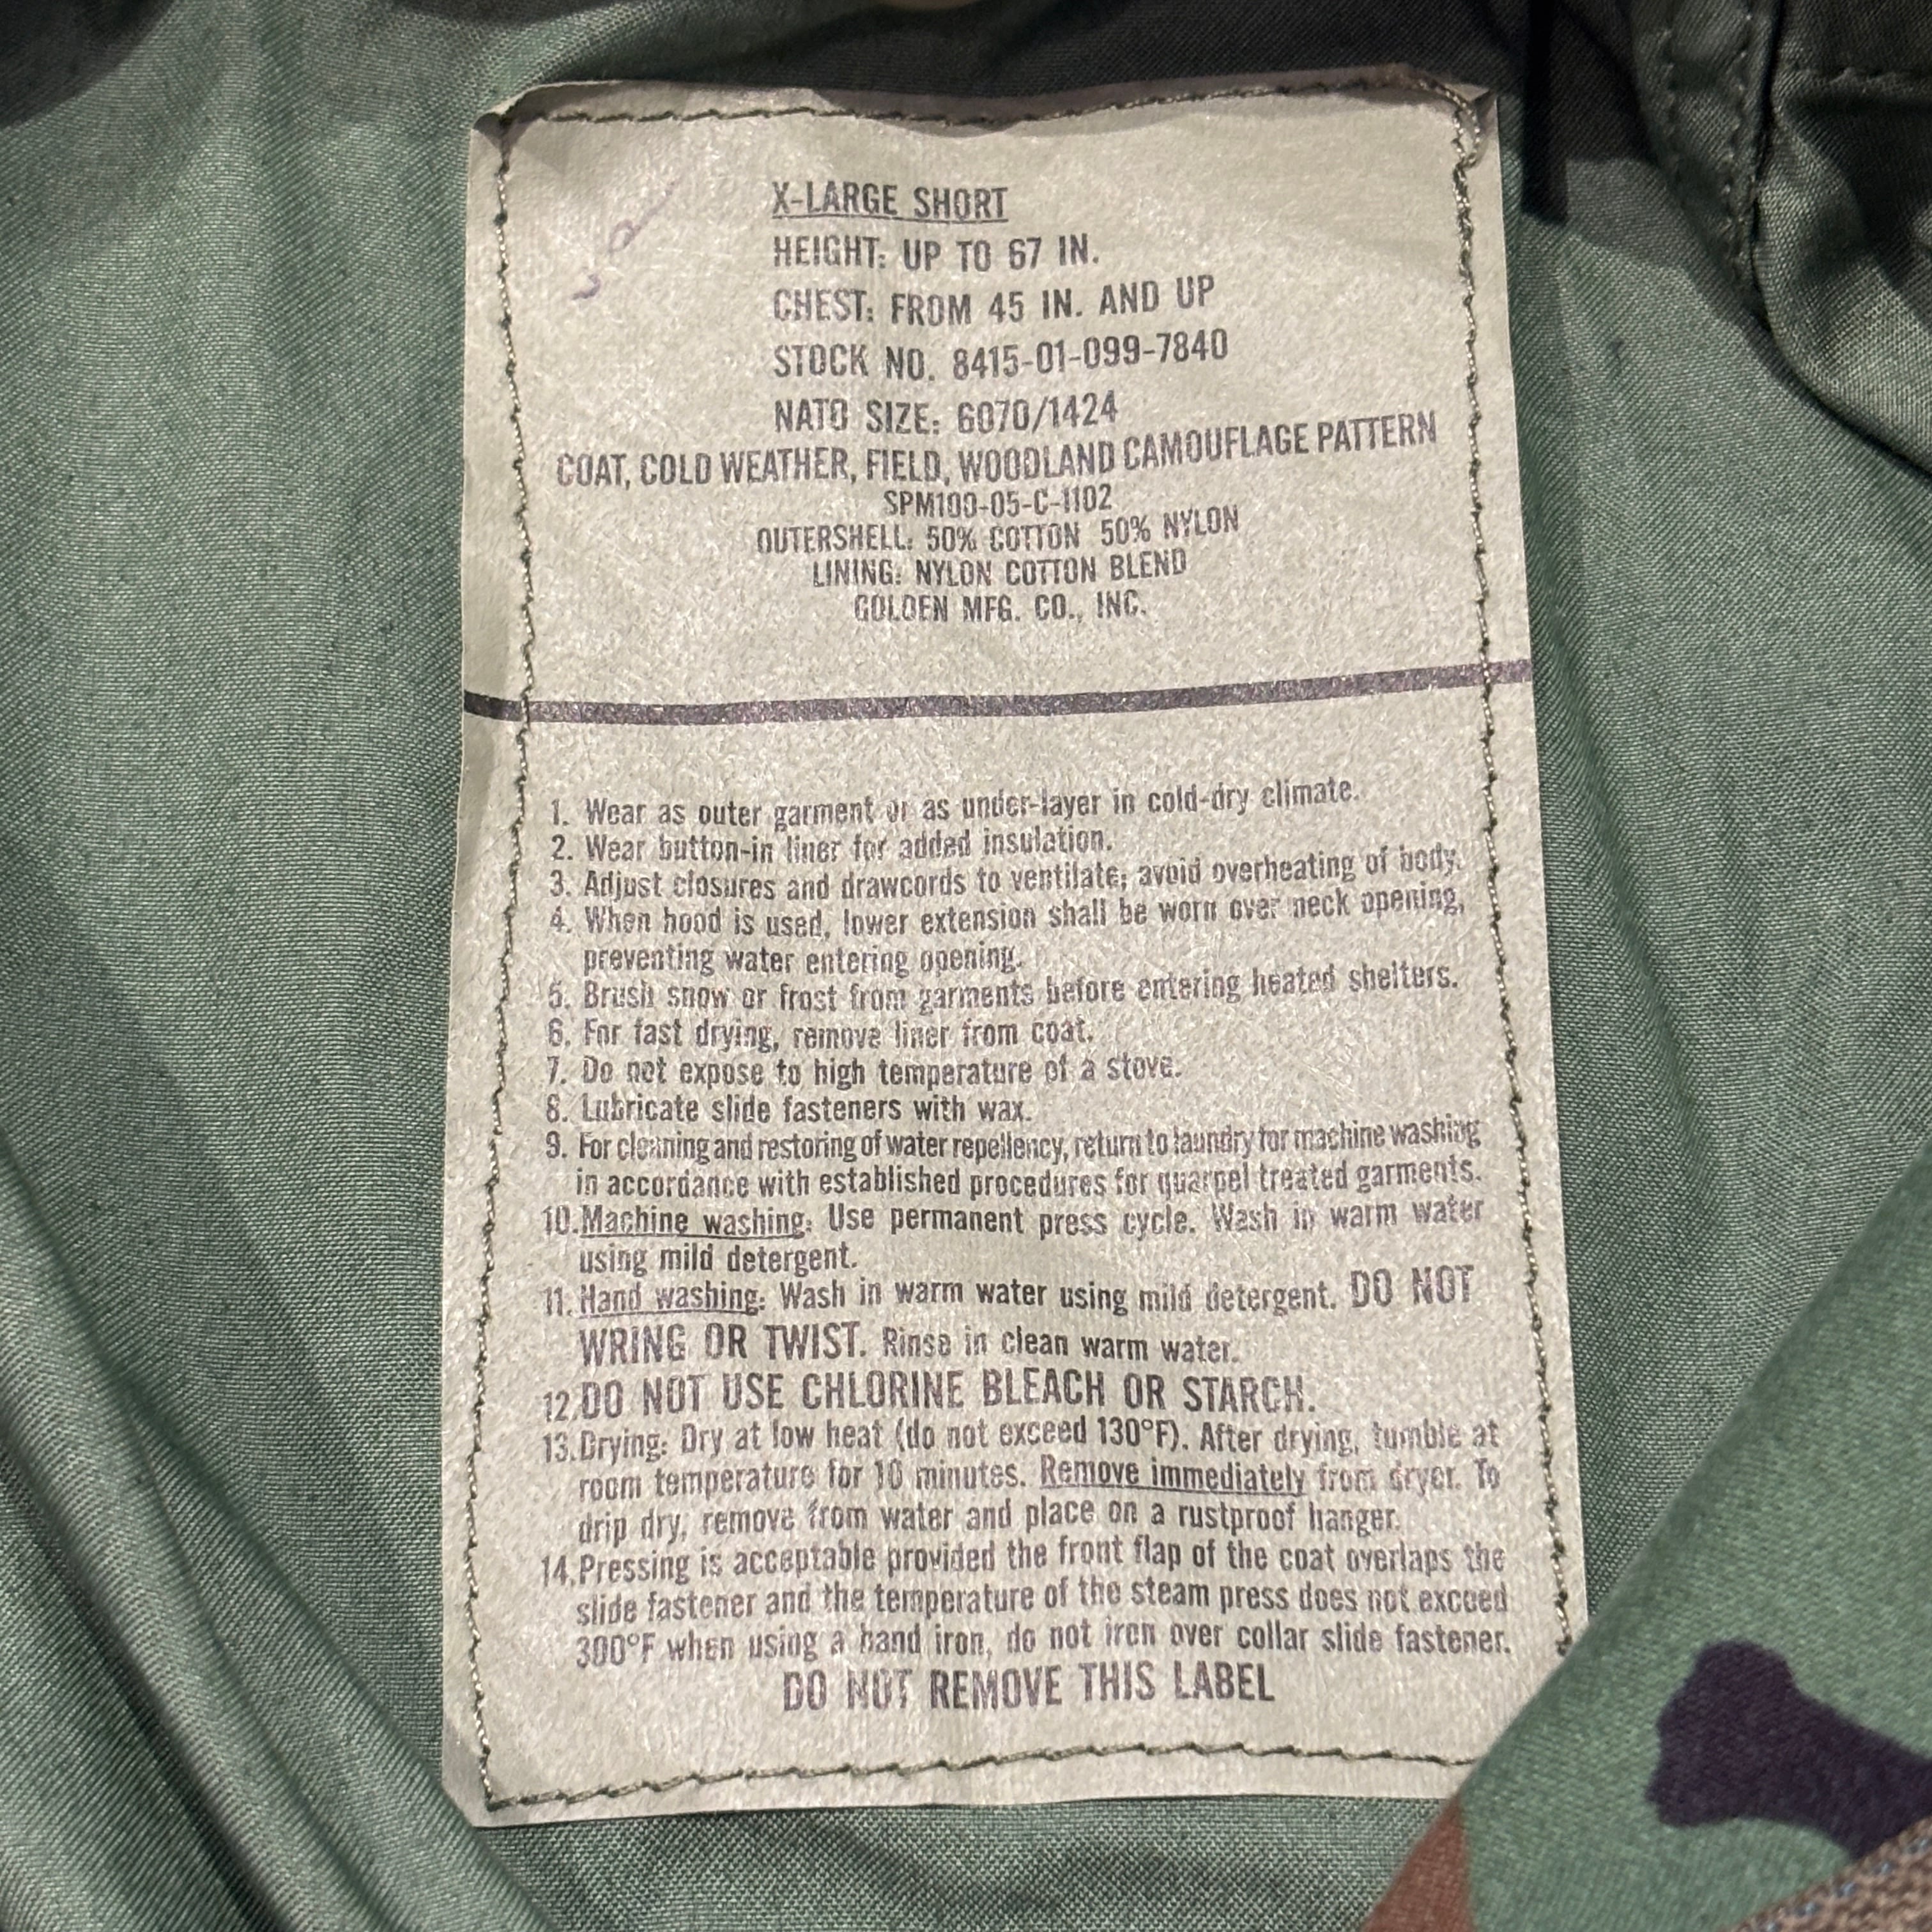 X-LARGE SHORT
HEIGHT: UP TO 67 IN.
CHEST: FROM 45 IN. AND UP
STOCK NO. 8415-01-099-7840
NATO SIZE: 6070/1424
COAT, COLD WEATHER, FIELD, WOODLAND CAMOUFLAGE PATTERN
SPM100-05-C-1102
OUTERSHELL: 50% COTTON 50% NYLON
LINING: NYLON COTTON BLEND
GOLDEN MFG. CO., INC.
1. Wear as outer garment or as under-layer in cold-dry climate.
2. Wear button-in liner for added insulation.
3. Adjust closures and drawcords to ventilate; avoid overheating of body.
4. When hood is used, lower extension shall be worn over neck opening,
preventing water entering opening.
5. Brush snow or frost from garments before entering heated shelters.
6. For fast drying, remove liner from coat.
7. Do not expose to high temperature of a stove.
8. Lubricate slide fasteners with wax.
9. For cleaning and restoring of water repellency, return to laundry for machine washing
in accordance with established procedures for quarpel treated garments.
10. Machine washing: Use permanent press cycle. Wash in warm water
using mild detergent.
11. Hand washing: Wash in warm water using mild detergent. DO NOT
WRING OR TWIST. Rinse in clean warm water.
12. DO NOT USE CHLORINE BLEACH OR STARCH.
13. Drying: Dry at low heat (do not exceed 130°F). After drying, tumble at
room temperature for 10 minutes. Remove immediately from dryer. To
drip dry, remove from water and place on a rustproof hanger.
14. Pressing is acceptable provided the front flap of the coat overlaps the
slide fastener and the temperature of the steam press does not exceed
300°F when using a hand iron, do not iron over collar slide fastener.
DO NOT REMOVE THIS LABEL